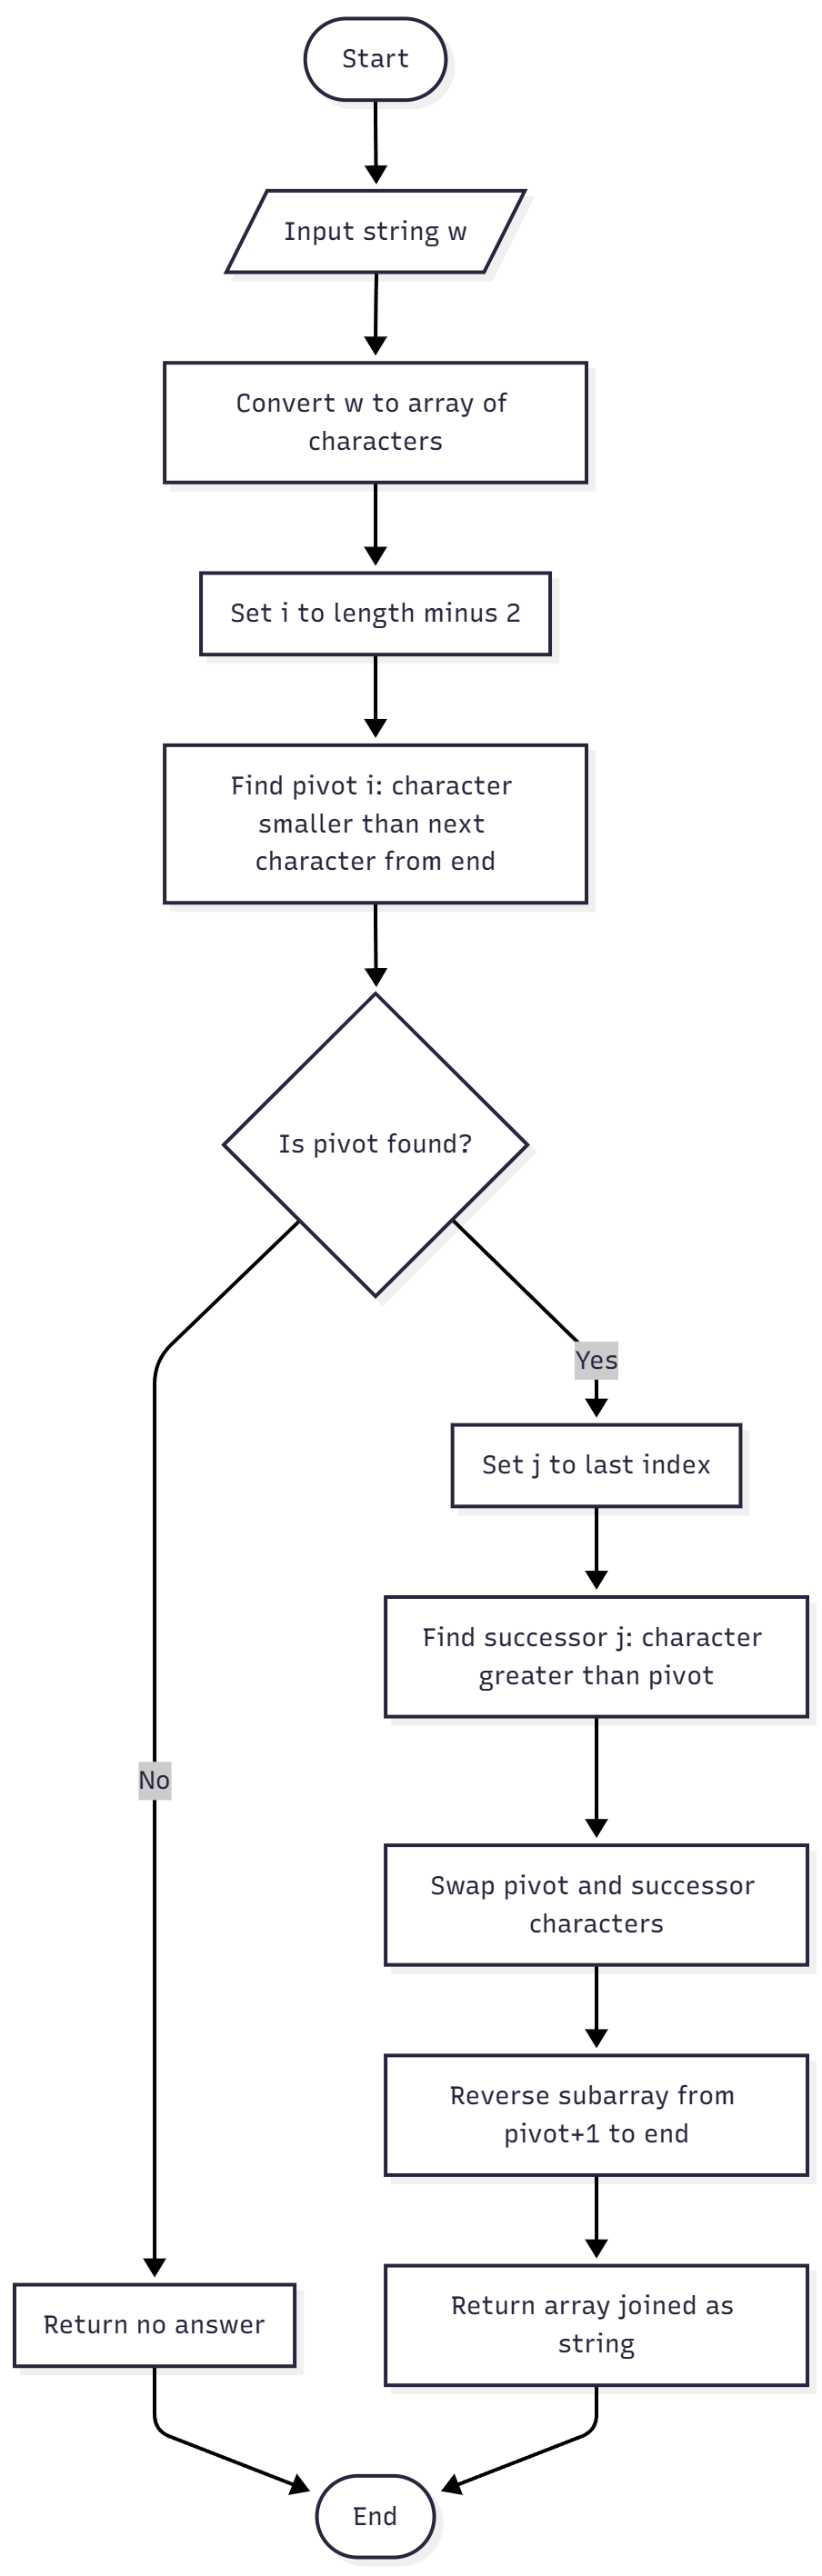 Start
Input string w
Convert w to array of
characters
Set i to length minus 2
Find pivot i: character
smaller than next
character from end
Is pivot found?
Yes
Set j to last index
Find successor j: character
greater than pivot
No
Swap pivot and successor
characters
Reverse subarray from
pivot+1 to end
Return no answer
Return array joined as
string
End